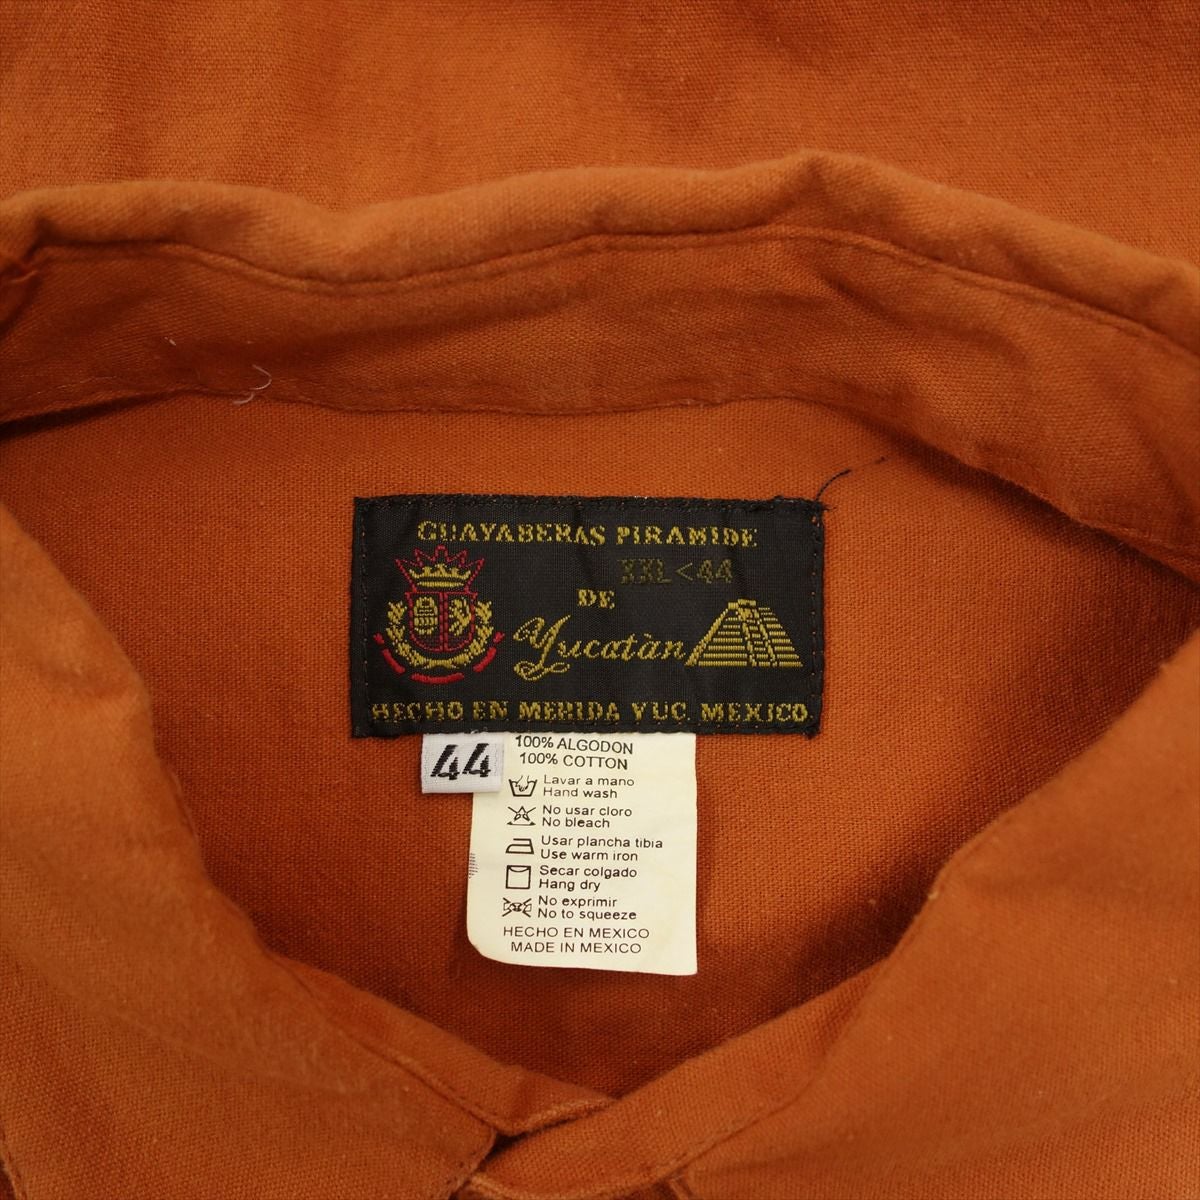 GUAYABERAS PIRAMIDE
XXL<44
DE
Yucatàn
HECHO EN MERIDA YUC. MEXICO
44
100% ALGODON
100% COTTON
Lavar a mano
Hand wash
No usar cloro
No bleach
Usar plancha tibia
Use warm iron
Secar colgado
Hang dry
No exprimir
No to squeeze
HECHO EN MEXICO
MADE IN MEXICO